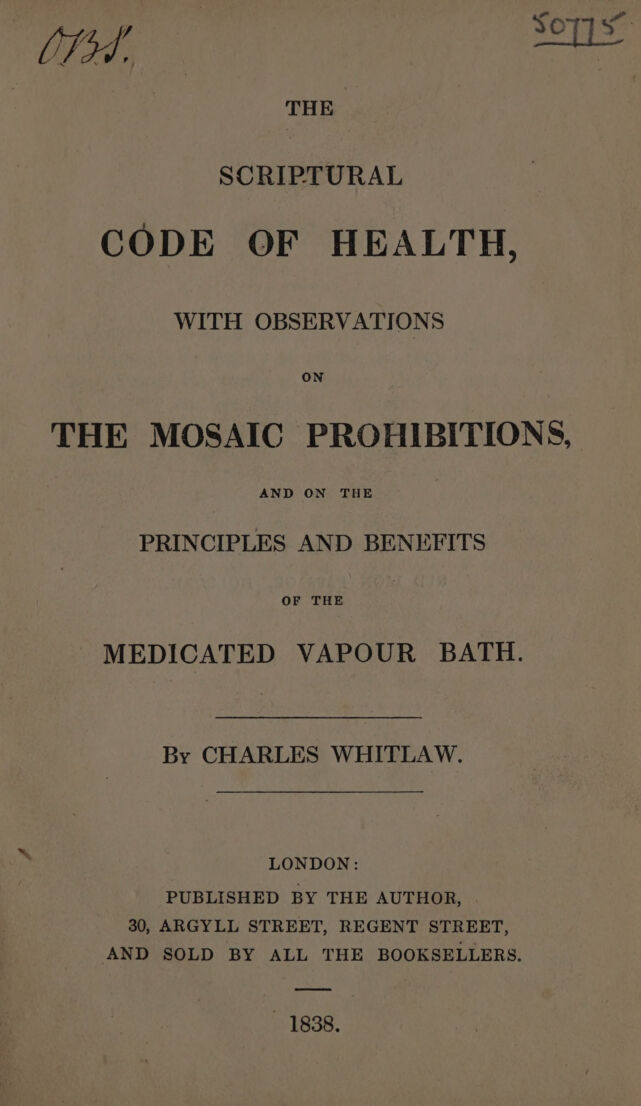 OBS.
50775
THE
SCRIPTURAL
CODE OF HEALTH,
WITH OBSERVATIONS
ON
THE MOSAIC PROHIBITIONS,
AND ON THE
PRINCIPLES AND BENEFITS
OF THE
MEDICATED VAPOUR BATH.
By CHARLES WHITLAW.
LONDON:
PUBLISHED BY THE AUTHOR,
30, ARGYLL STREET, REGENT STREET,
AND SOLD BY ALL THE BOOKSELLERS.
1838.